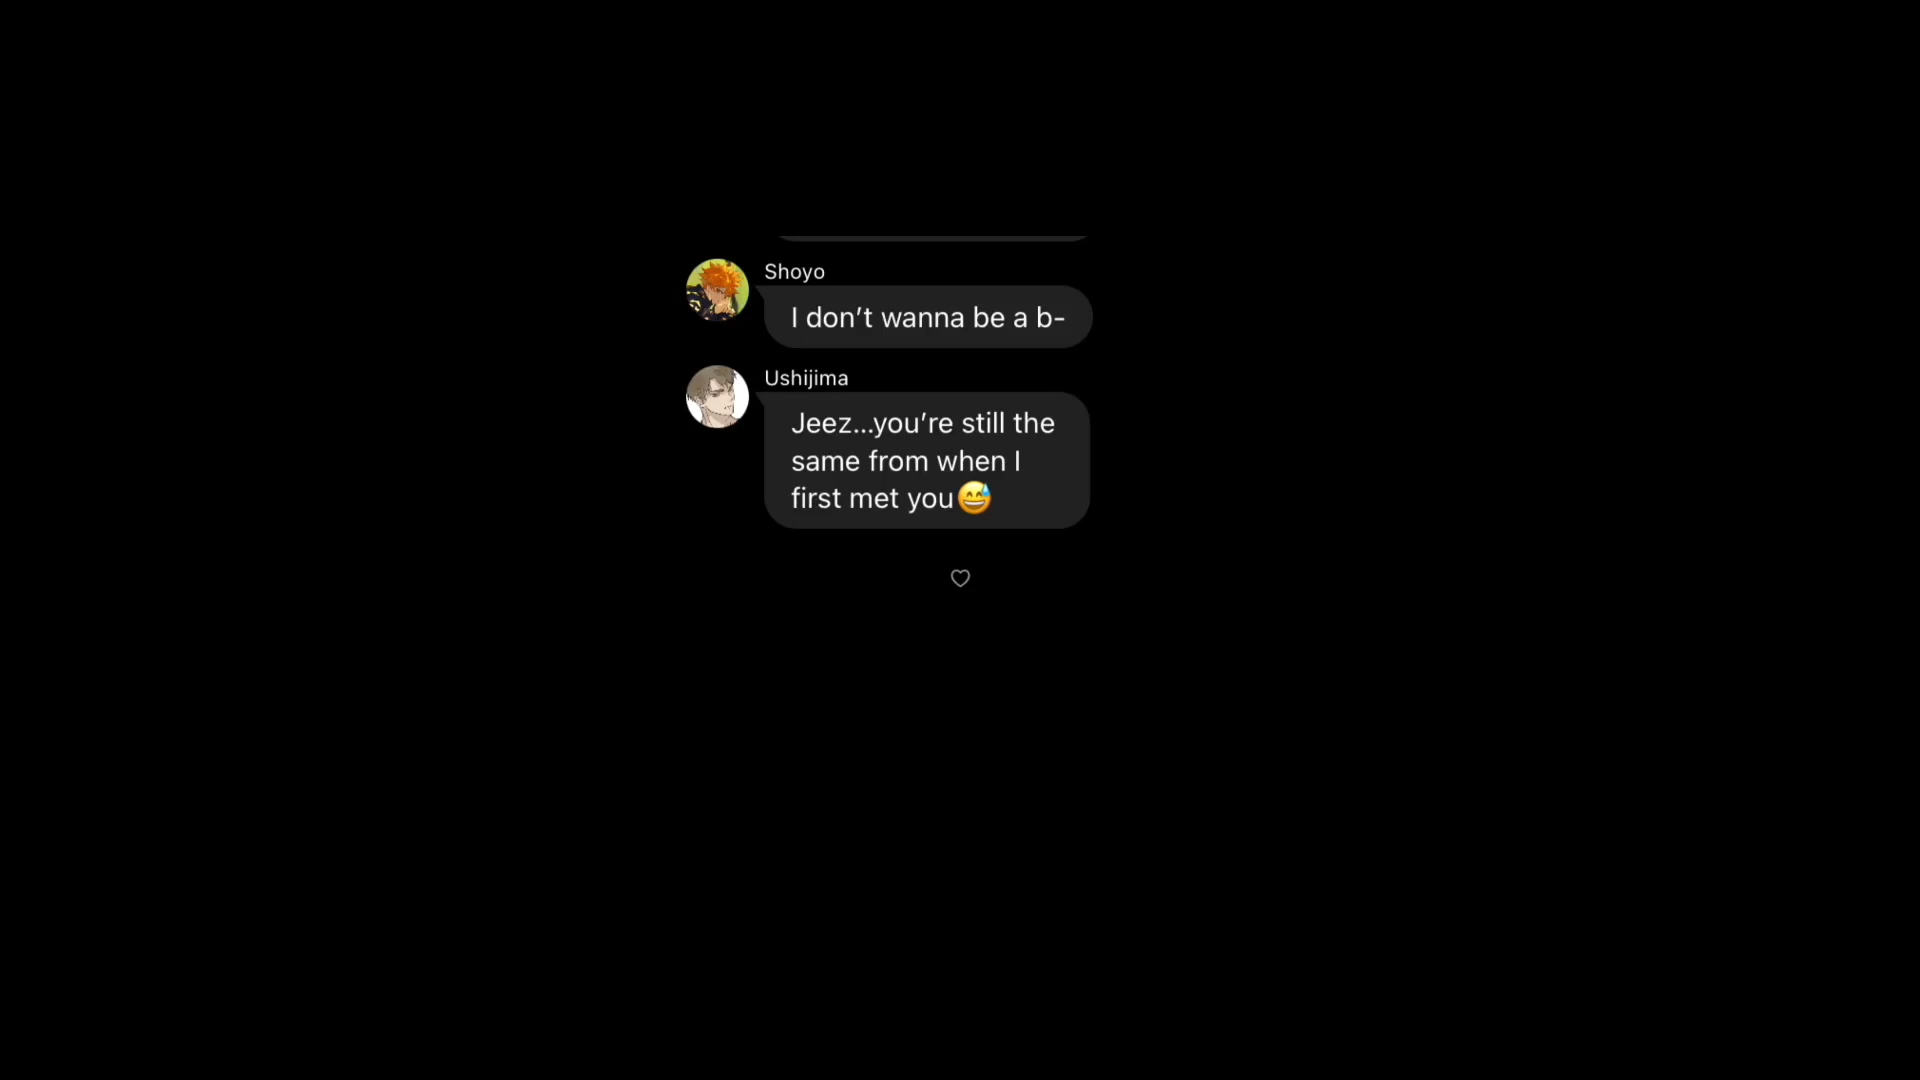 Shoyo
I don’t wanna be a b-
Ushijima
Jeez...you’re still the
same from when I
first met you😅